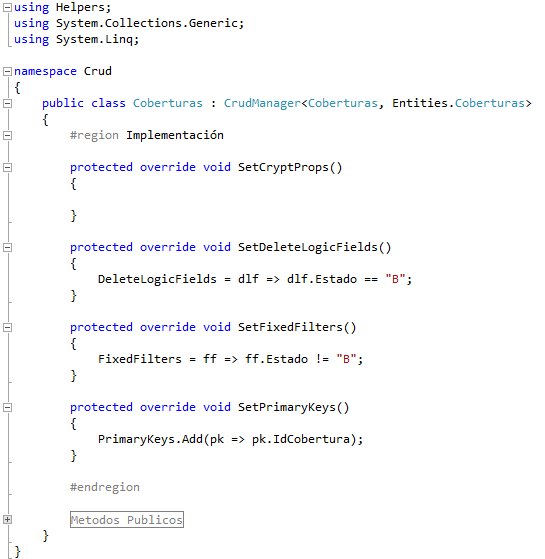 using Helpers;
using System.Collections.Generic;
using System.Linq;
namespace Crud
{
public class Coberturas : CrudManager<Coberturas, Entities.Coberturas>
{
#region Implementación
protected override void SetCryptProps()
{
}
protected override void SetDeleteLogicFields()
{
DeleteLogicFields = dlf => dlf.Estado == "B";
}
protected override void SetFixedFilters()
{
FixedFilters = ff => ff.Estado != "B";
}
protected override void SetPrimaryKeys()
{
PrimaryKeys.Add(pk => pk.IdCobertura);
}
#endregion
Metodos Publicos
}
}